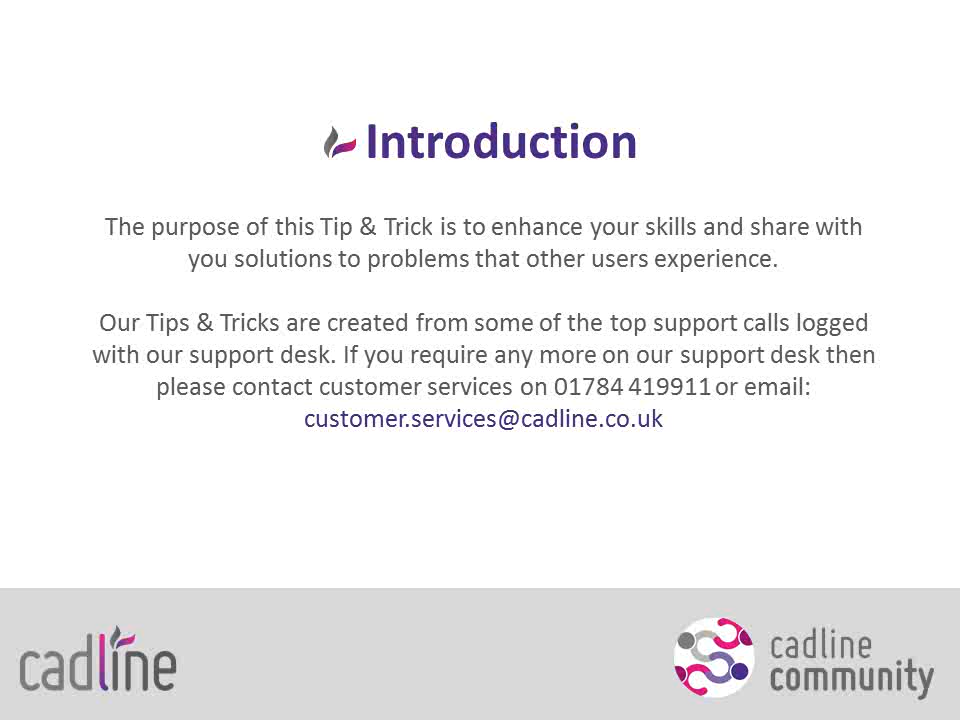 Introduction
The purpose of this Tip & Trick is to enhance your skills and share with
you solutions to problems that other users experience.
Our Tips & Tricks are created from some of the top support calls logged
with our support desk. If you require any more on our support desk then
please contact customer services on 01784 419911 or email:
customer.services@cadline.co.uk
cadline
cadline
community